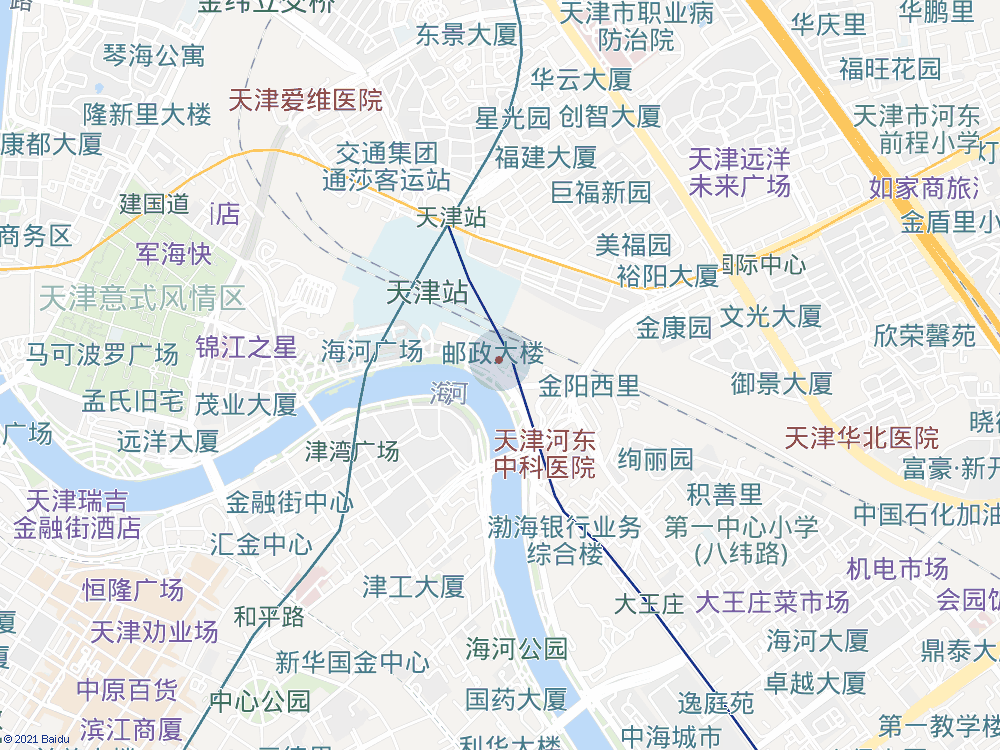 金纬立交桥
路
东景大厦
天津市职业病
防治院
华庆里
华鹏里
琴海公寓
福旺花园
华云大厦
天津爱维医院
隆新里大楼
星光园
创智大厦
天津市河东
前程小学
康都大厦
交通集团
通莎客运站
福建大厦
天津远洋
未来广场
巨福新园
如家商旅
建国道
店
天津站
金盾里小
商务区
军海快
美福园
国际中心
裕阳大厦
天津意式风情区
天津站
金康园
文光大厦
欣荣馨苑
马可波罗广场
锦江之星
海河广场
邮政大楼
海河
金阳西里
御景大厦
孟氏旧宅
茂业大厦
广场
远洋大厦
津湾广场
天津河东
中科医院
天津华北医院
绚丽园
富豪·新开
天津瑞吉
金融街酒店
金融街中心
积善里
中国石化加油
汇金中心
渤海银行业务
综合楼
第一中心小学
(八纬路)
机电市场
恒隆广场
津工大厦
和平路
大王庄
大王庄菜市场
会园饭
天津劝业场
海河公园
海河大厦
鼎泰大
新华国金中心
中原百货
中心公园
国药大厦
逸庭苑
卓越大厦
滨江商厦
中海城市
第一教学楼
利华大楼
© 2021 Baidu